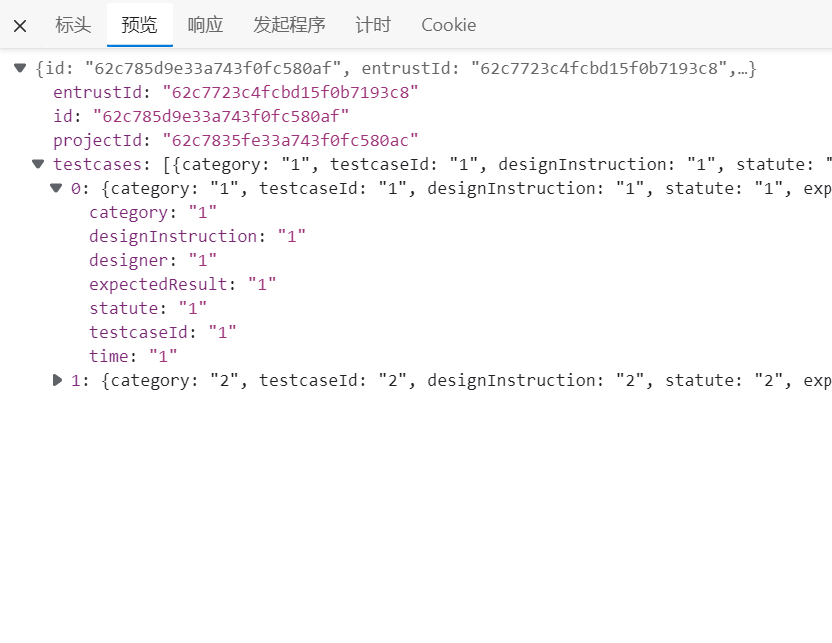 标头 预览 响应 发起程序 计时 Cookie
{id: "62c785d9e33a743f0fc580af", entrustId: "62c7723c4fcbd15f0b7193c8",…}
entrustId: "62c7723c4fcbd15f0b7193c8"
id: "62c785d9e33a743f0fc580af"
projectId: "62c7835fe33a743f0fc580ac"
testcases: [{category: "1", testcaseId: "1", designInstruction: "1", statute: "
0: {category: "1", testcaseId: "1", designInstruction: "1", statute: "1", exp
category: "1"
designInstruction: "1"
designer: "1"
expectedResult: "1"
statute: "1"
testcaseId: "1"
time: "1"
1: {category: "2", testcaseId: "2", designInstruction: "2", statute: "2", exp